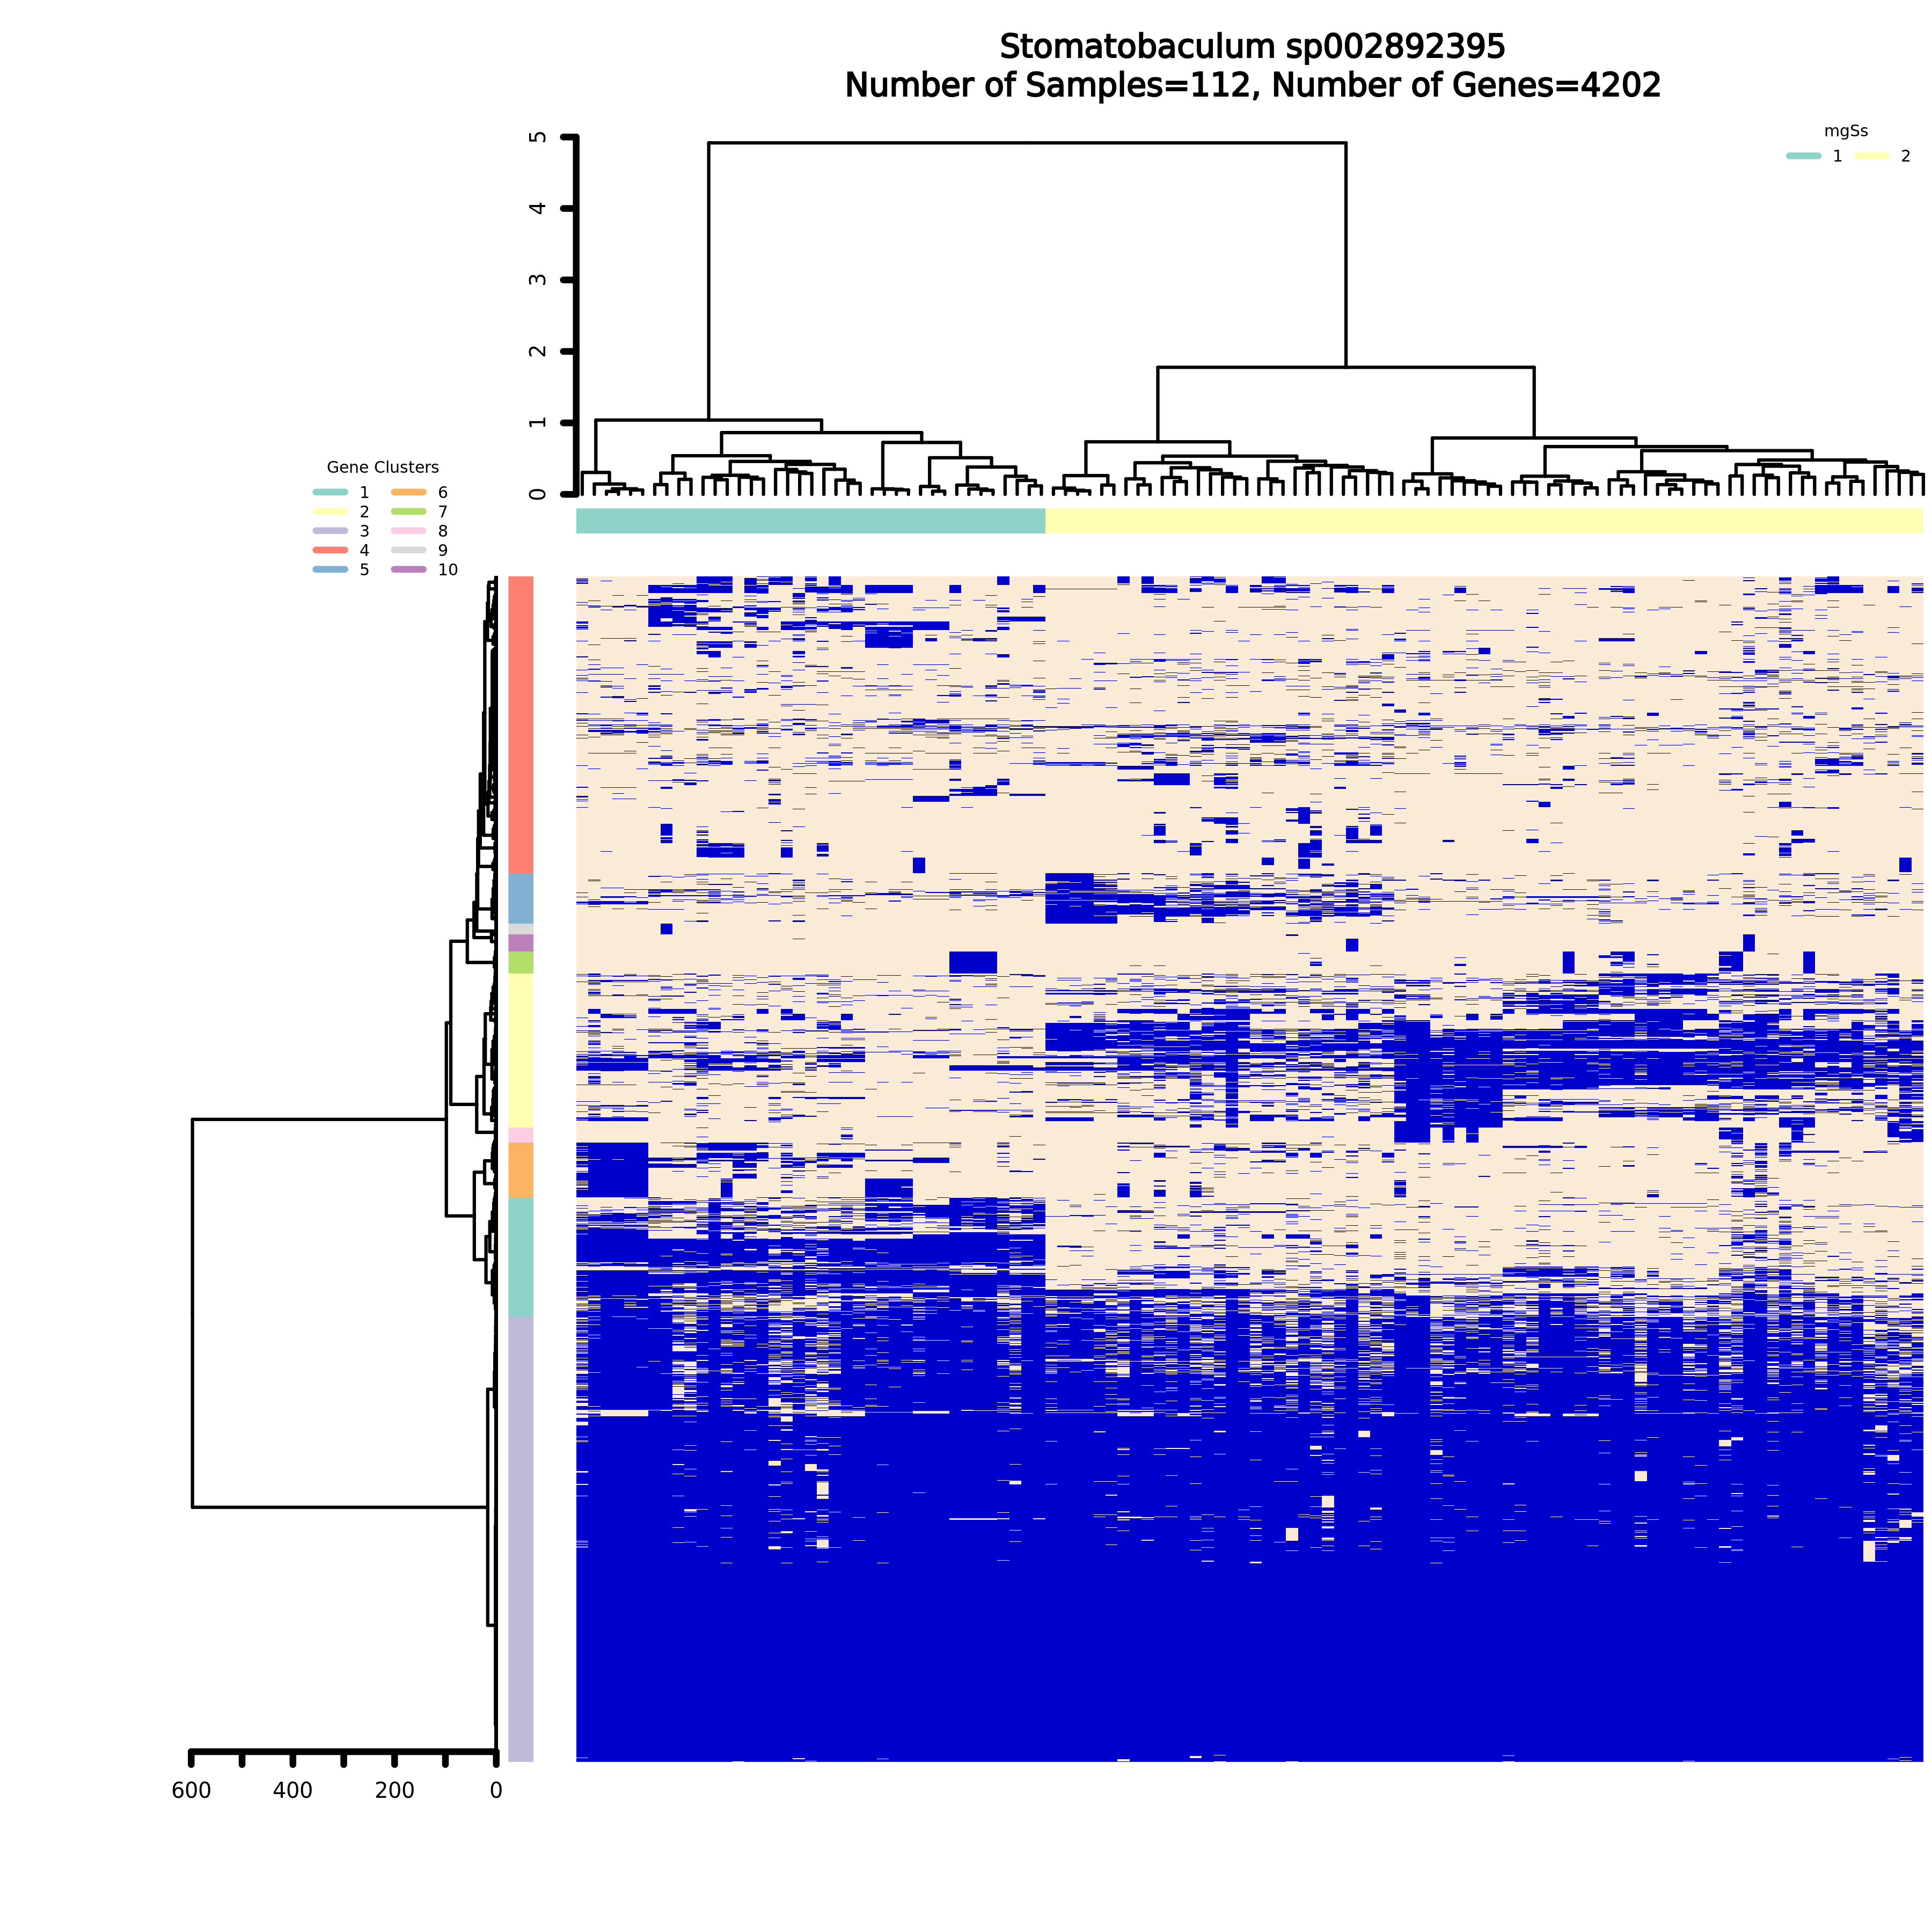 Stomatobaculum sp002892395
Number of Samples=112, Number of Genes=4202
mgSs
1 2
5
4
3
2
1
0
Gene Clusters
1 6
2 7
3 8
4 9
5 10
600 400 200 0